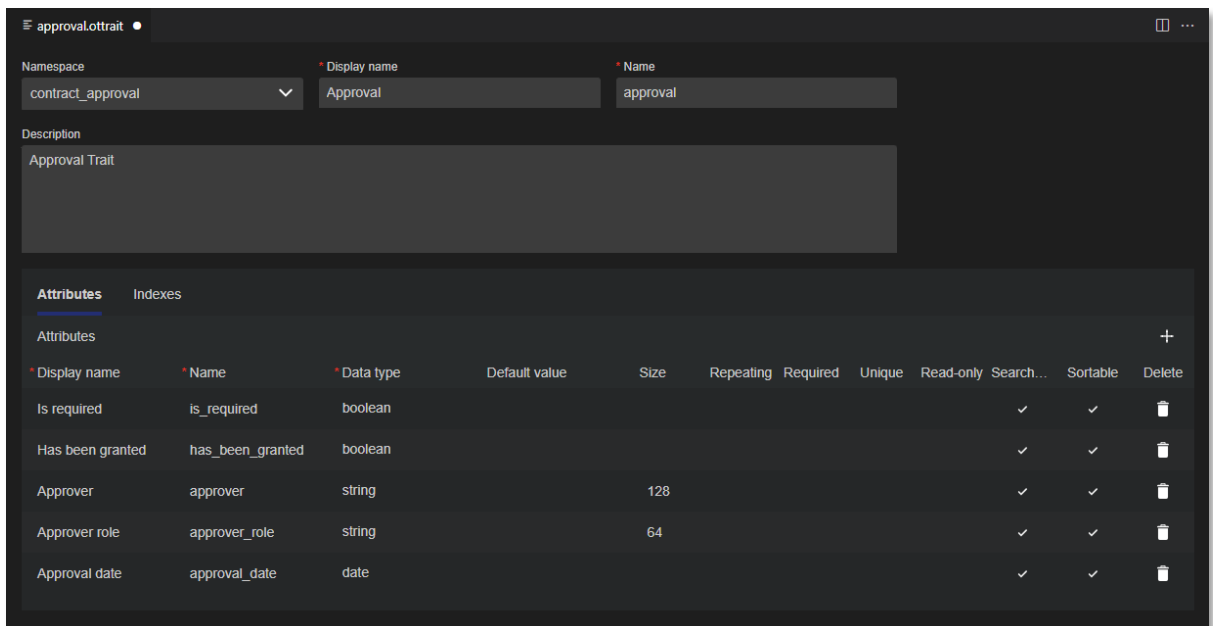 approval.ottrait
Namespace * Display name * Name
contract_approval Approval approval
Description
Approval Trait
Attributes Indexes
Attributes
* Display name * Name * Data type Default value Size Repeating Required Unique Read-only Search... Sortable Delete
Is required is_required boolean
Has been granted has_been_granted boolean
Approver approver string 128
Approver role approver_role string 64
Approval date approval_date date